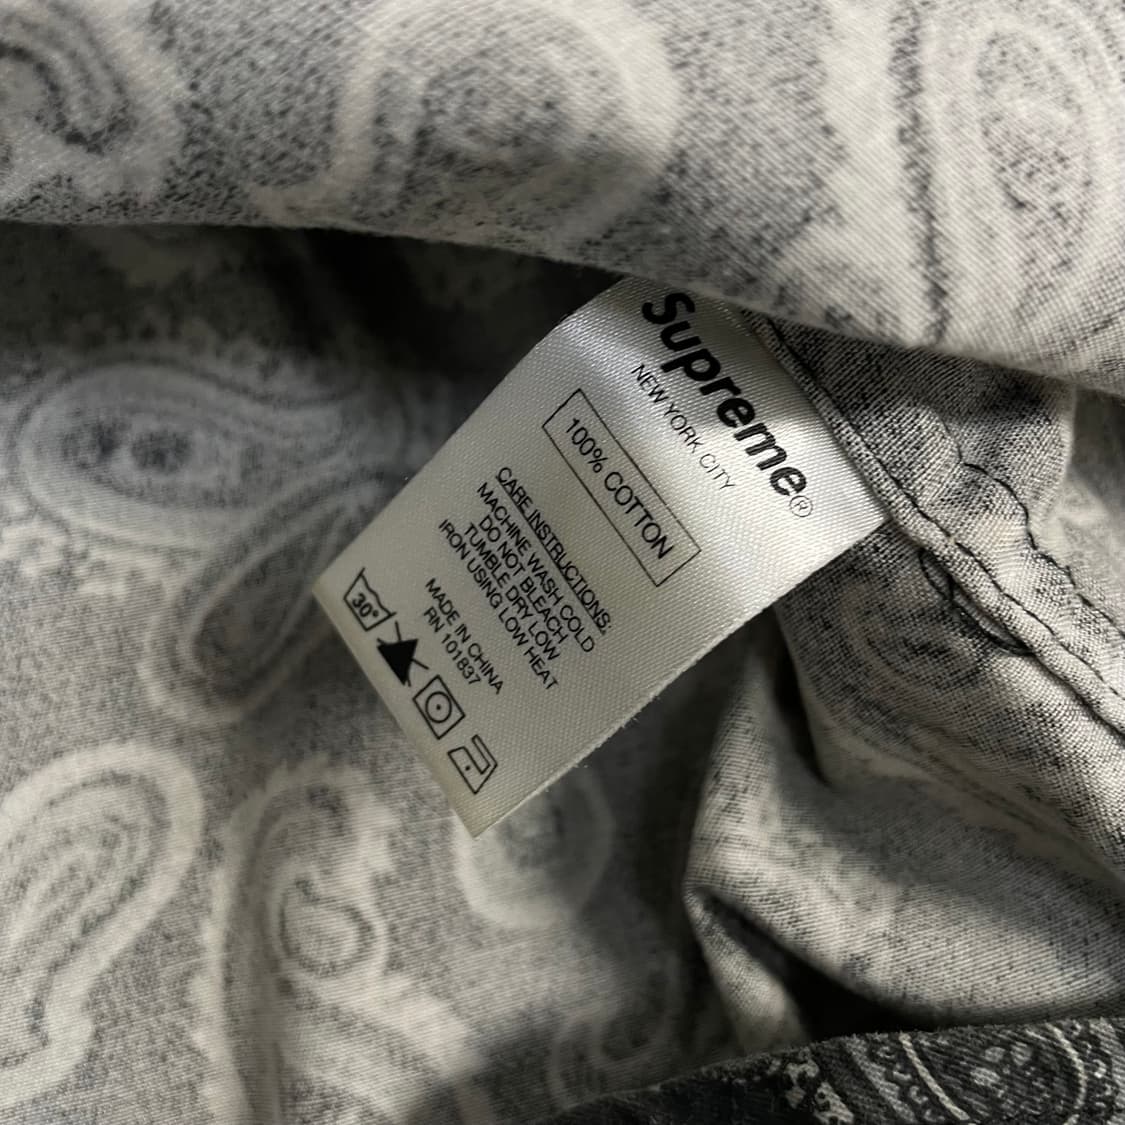 Supreme®
NEW YORK CITY
100% COTTON
CARE INSTRUCTIONS:
MACHINE WASH COLD
DO NOT BLEACH
TUMBLE DRY LOW
IRON USING LOW HEAT
MADE IN CHINA
RN 101837
30°